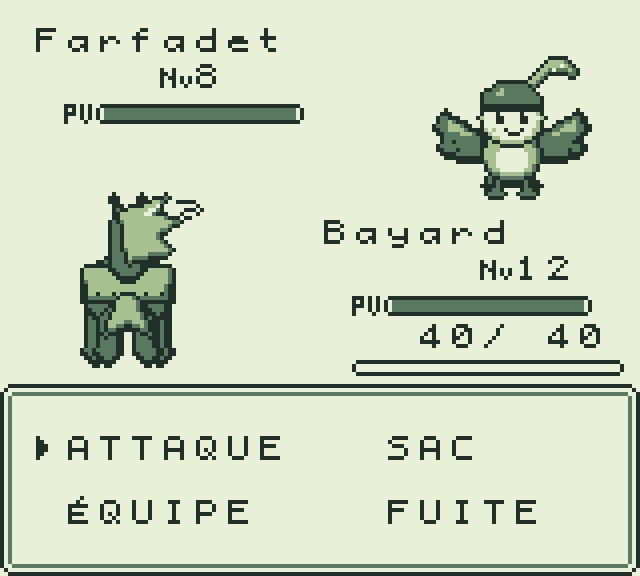 Farfadet
Nv8
PV
Bayard
Nv12
PV
40/ 40
ATTAQUE SAC
ÉQUIPE FUITE